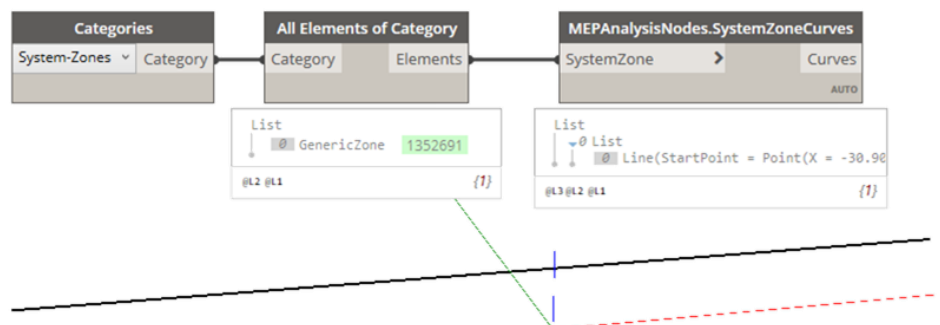 Categories
System-Zones
Category
All Elements of Category
Category
Elements
MEPAnalysisNodes.SystemZoneCurves
SystemZone
>
Curves
AUTO
List
0 GenericZone 1352691
@L2 @L1
{1}
List
0 List
0 Line(StartPoint = Point(X = -30.90
@L3 @L2 @L1
{1}